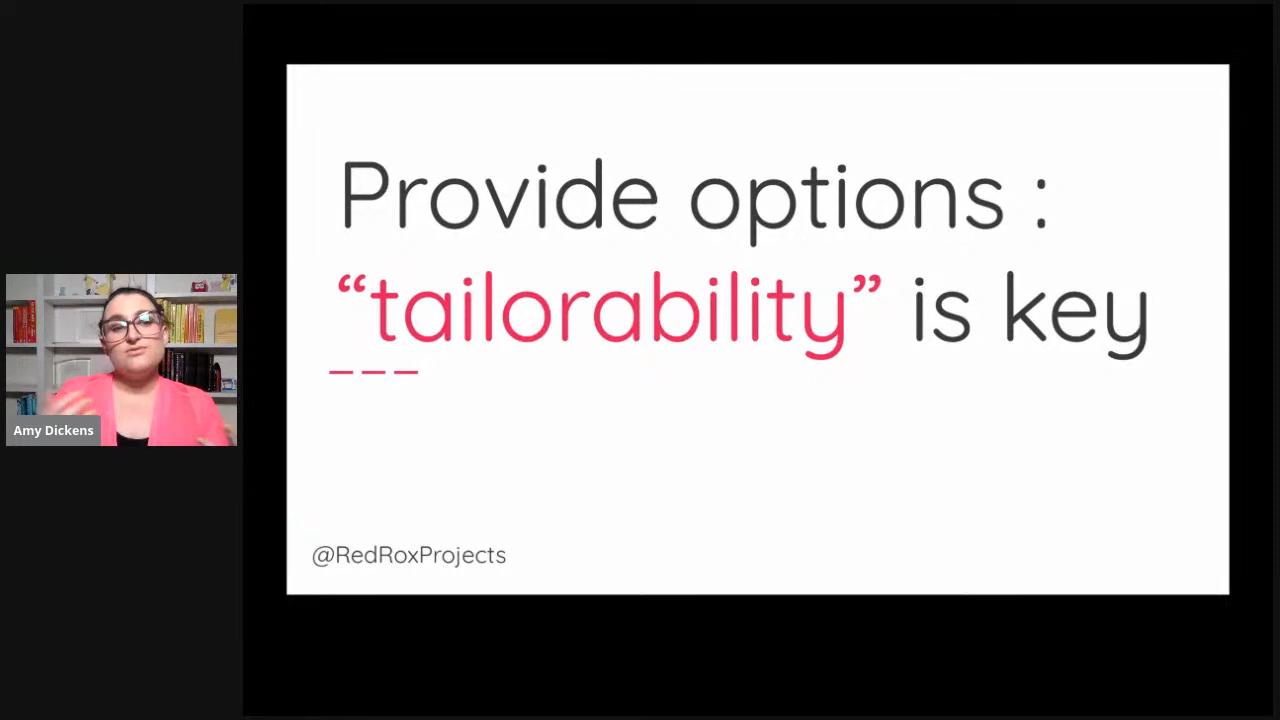 Provide options :
“tailorability” is key
@RedRoxProjects
Amy Dickens